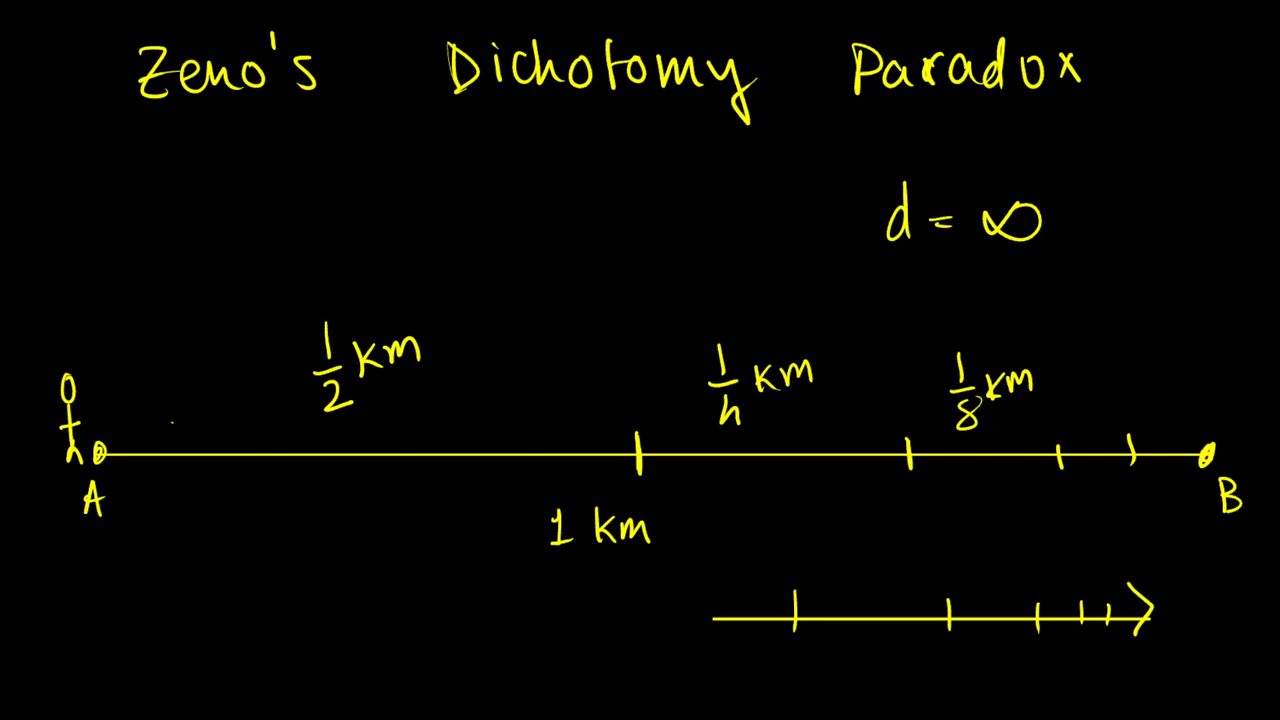 Zeno's Dichotomy Paradox
d = ∞
1/2 km
1/4 km
1/8 km
A
B
1 km